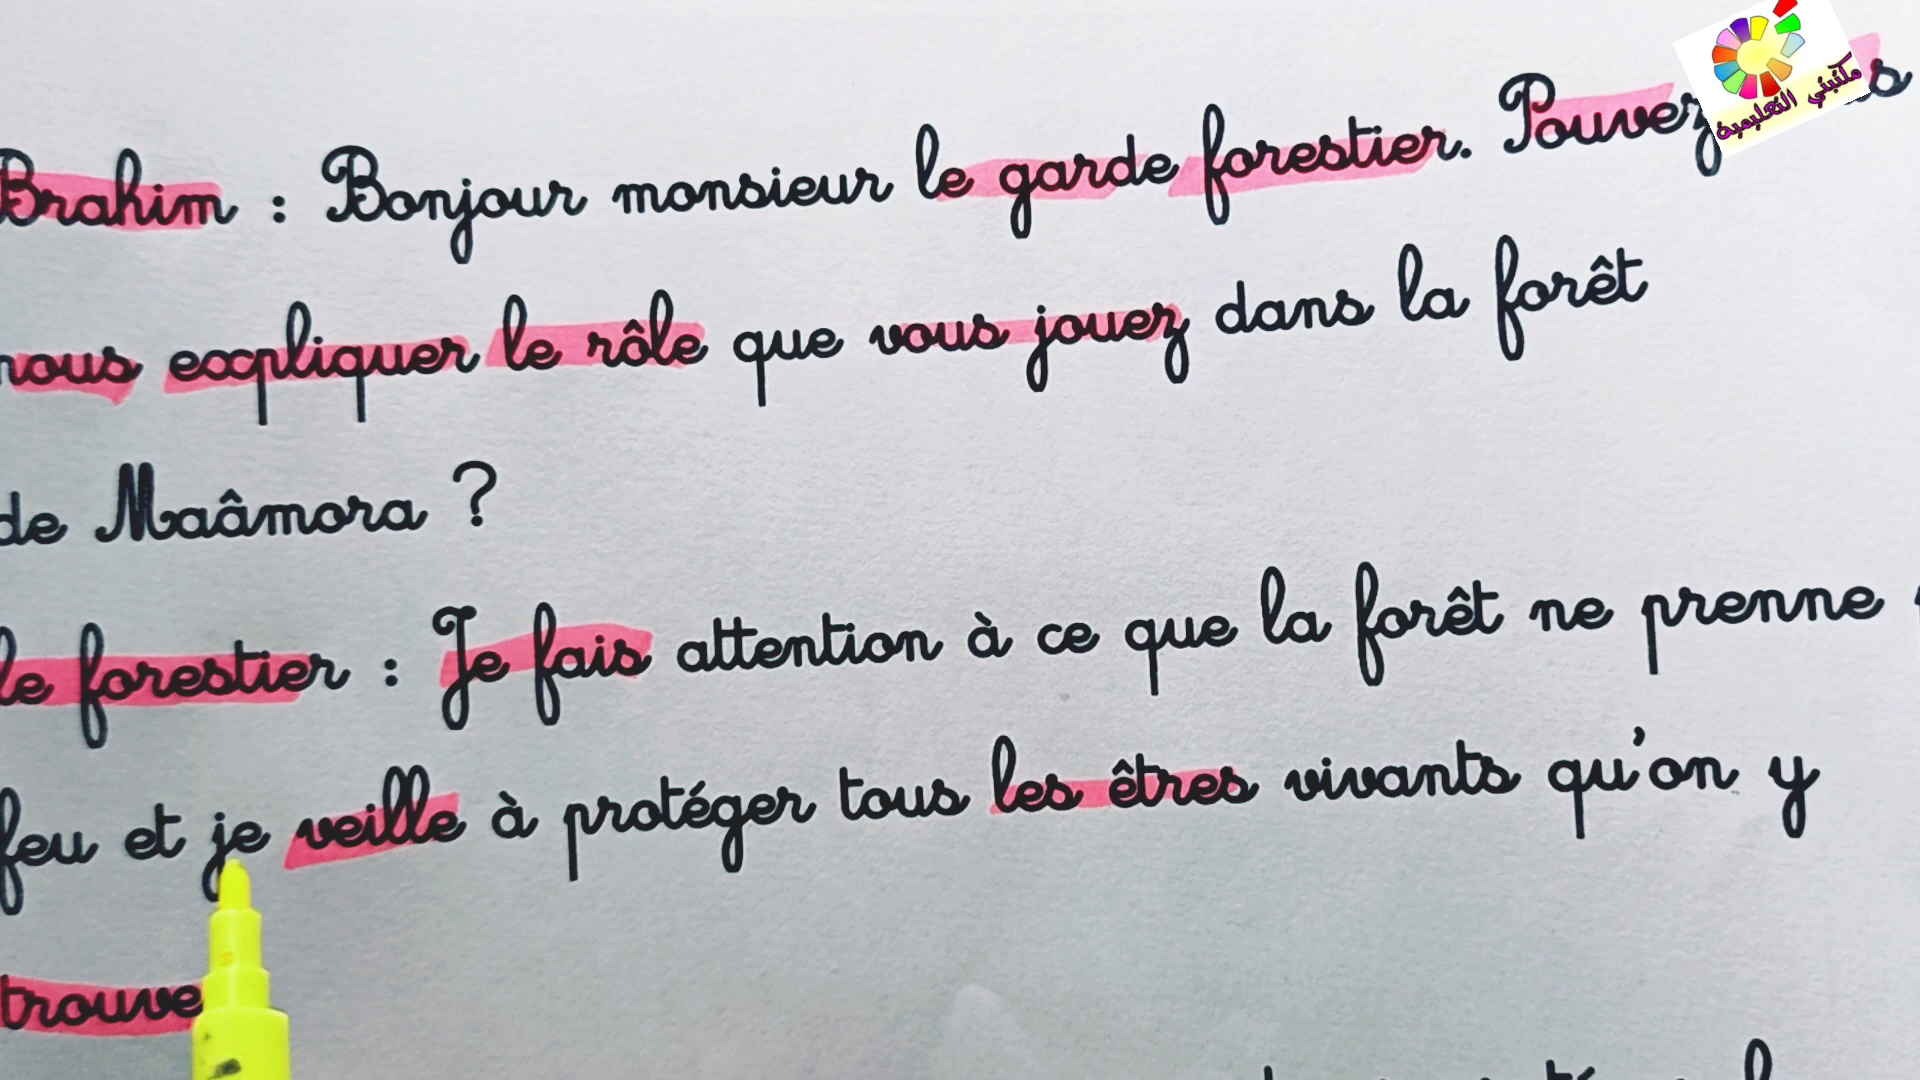 Brahim : Bonjour monsieur le garde forestier. Pouvez
nous expliquer le rôle que vous jouez dans la forêt
de Maâmora ?
le forestier : Je fais attention à ce que la forêt ne prenne
feu et je veille à protéger tous les êtres vivants qu'on y
trouve
مكتبتي التعليمية